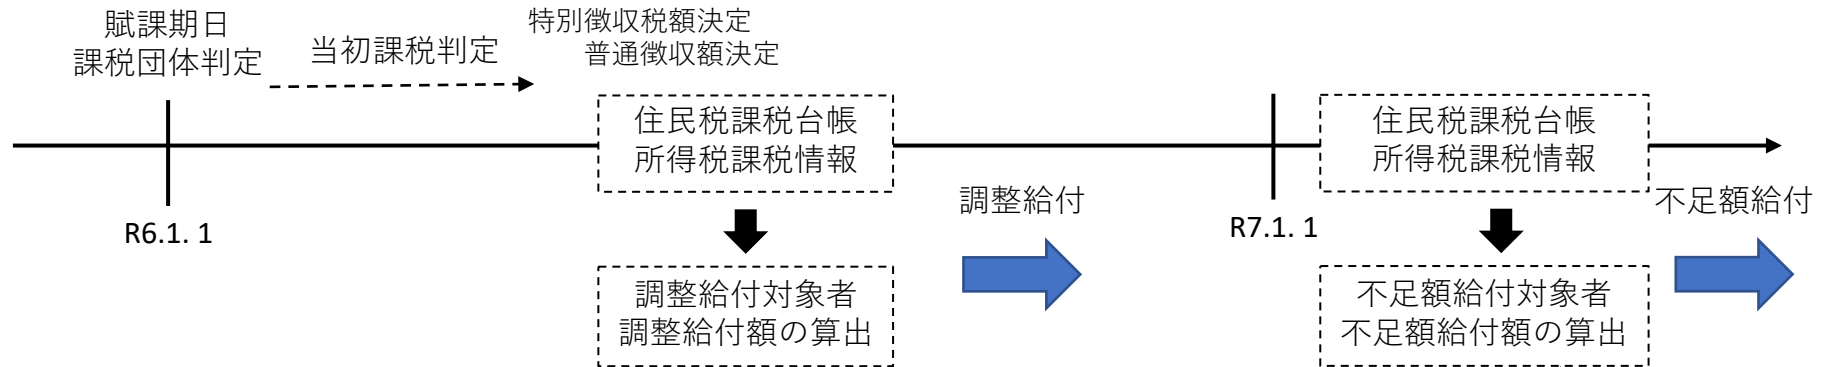 賦課期日
課税団体判定
当初課税判定
特別徴収税額決定
普通徴収額決定
住民税課税台帳
所得税課税情報
住民税課税台帳
所得税課税情報
調整給付
不足額給付
R6.1. 1
R7.1. 1
調整給付対象者
調整給付額の算出
不足額給付対象者
不足額給付額の算出